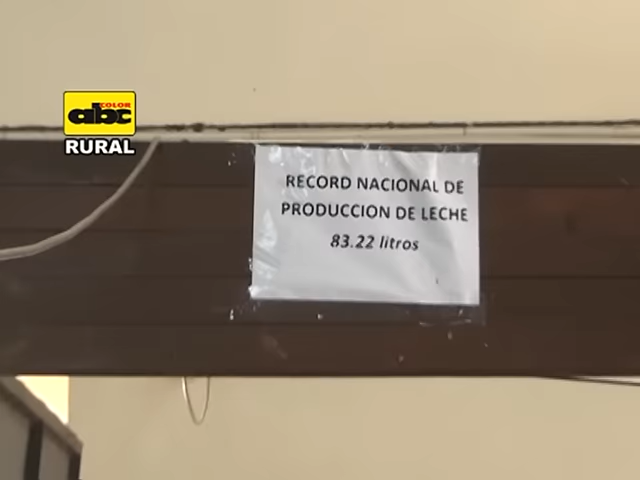 abc COLOR
RURAL
RECORD NACIONAL DE
PRODUCCION DE LECHE
83.22 litros